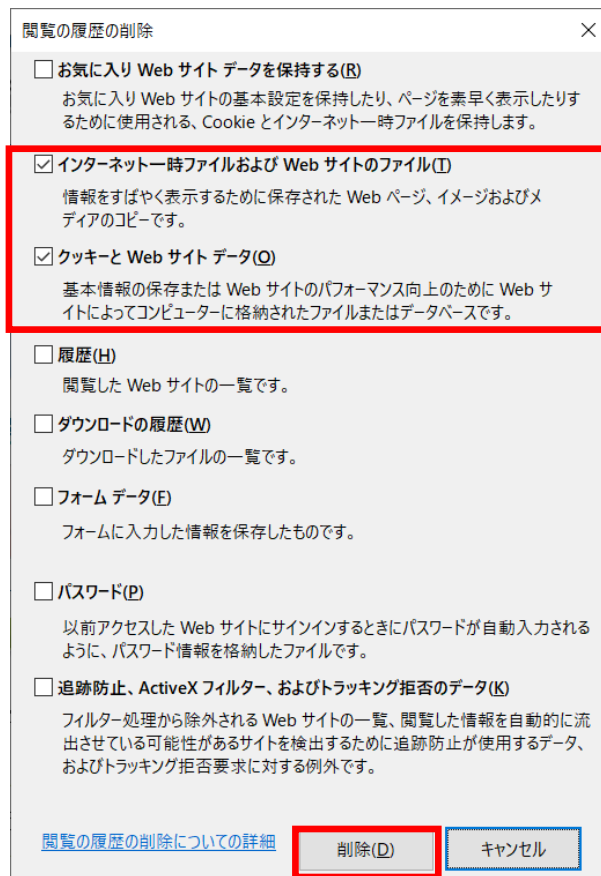 閲覧の履歴の削除
お気に入り Web サイト データを保持する(R)
お気に入り Web サイトの基本設定を保持したり、ページを素早く表示したりす
るために使用される、Cookie とインターネット一時ファイルを保持します。
インターネット一時ファイルおよび Web サイトのファイル(T)
情報をすばやく表示するために保存された Web ページ、イメージおよびメ
ディアのコピーです。
クッキーと Web サイト データ(O)
基本情報の保存または Web サイトのパフォーマンス向上のために Web サ
イトによってコンピューターに格納されたファイルまたはデータベースです。
履歴(H)
閲覧した Web サイトの一覧です。
ダウンロードの履歴(W)
ダウンロードしたファイルの一覧です。
フォーム データ(F)
フォームに入力した情報を保存したものです。
パスワード(P)
以前アクセスした Web サイトにサインインするときにパスワードが自動入力される
ように、パスワード情報を格納したファイルです。
追跡防止、ActiveX フィルター、およびトラッキング拒否のデータ(K)
フィルター処理から除外される Web サイトの一覧、閲覧した情報を自動的に流
出させている可能性があるサイトを検出するために追跡防止が使用するデータ、
およびトラッキング拒否要求に対する例外です。
閲覧の履歴の削除についての詳細
削除(D)
キャンセル